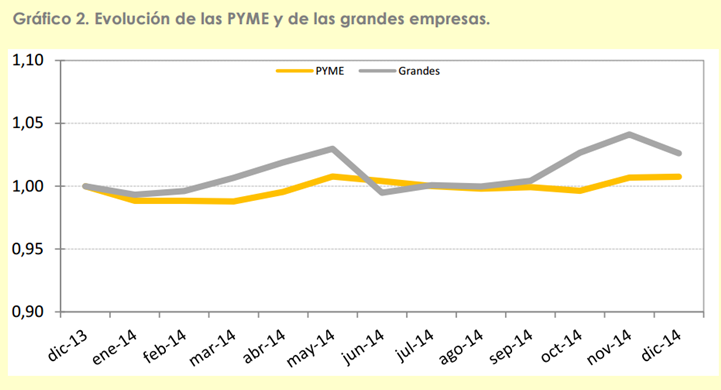 Gráfico 2. Evolución de las PYME y de las grandes empresas.
1,10
PYME Grandes
1,05
1,00
0,95
0,90
dic-13 ene-14 feb-14 mar-14 abr-14 may-14 jun-14 jul-14 ago-14 sep-14 oct-14 nov-14 dic-14